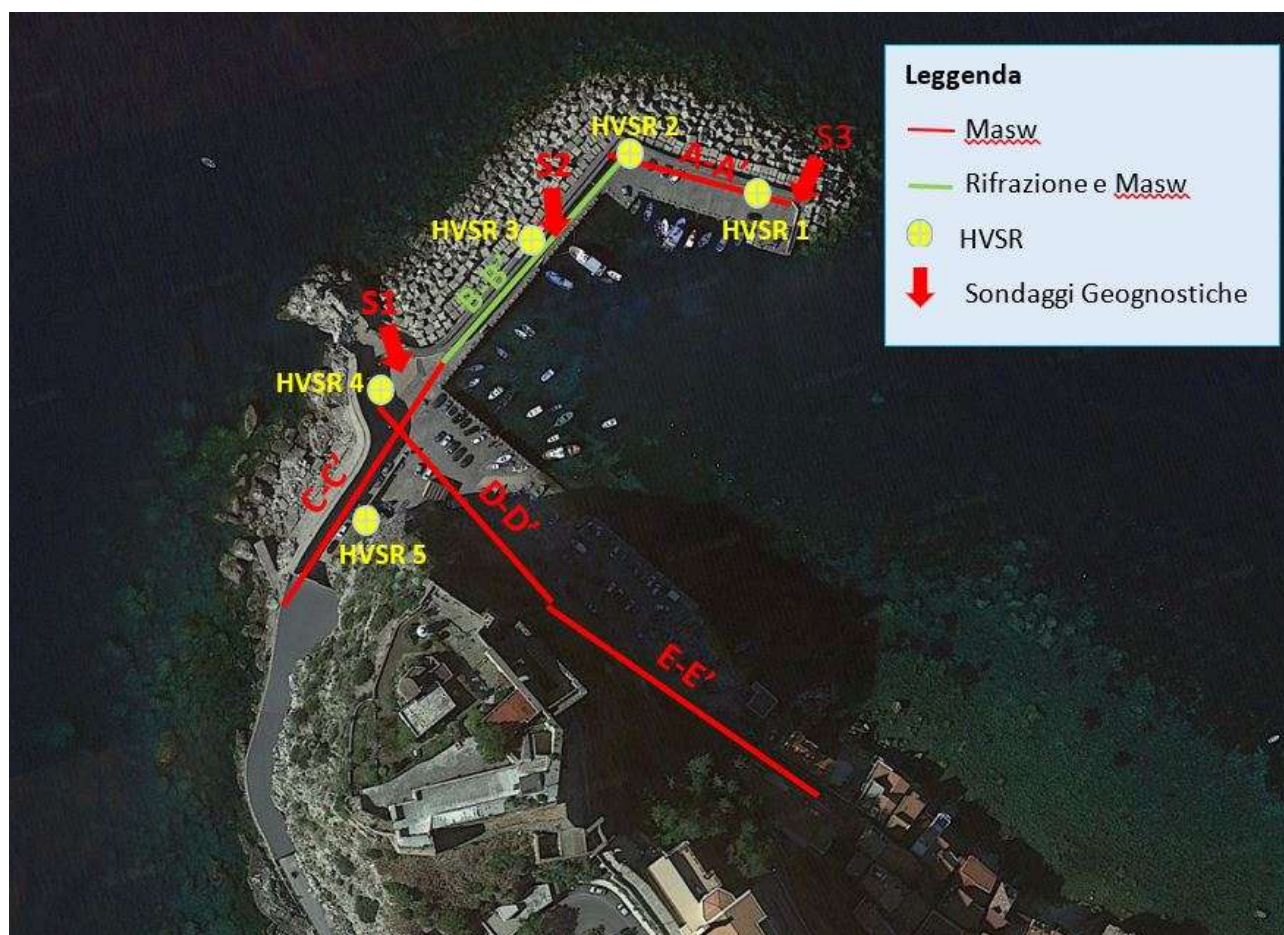 Leggenda
Masw
Rifrazione e Masw
HVSR
Sondaggi Geognostiche
HVSR 2
A-A'
S3
S2
HVSR 1
HVSR 3
B-B'
S1
HVSR 4
C-C'
D-D'
HVSR 5
E-E'